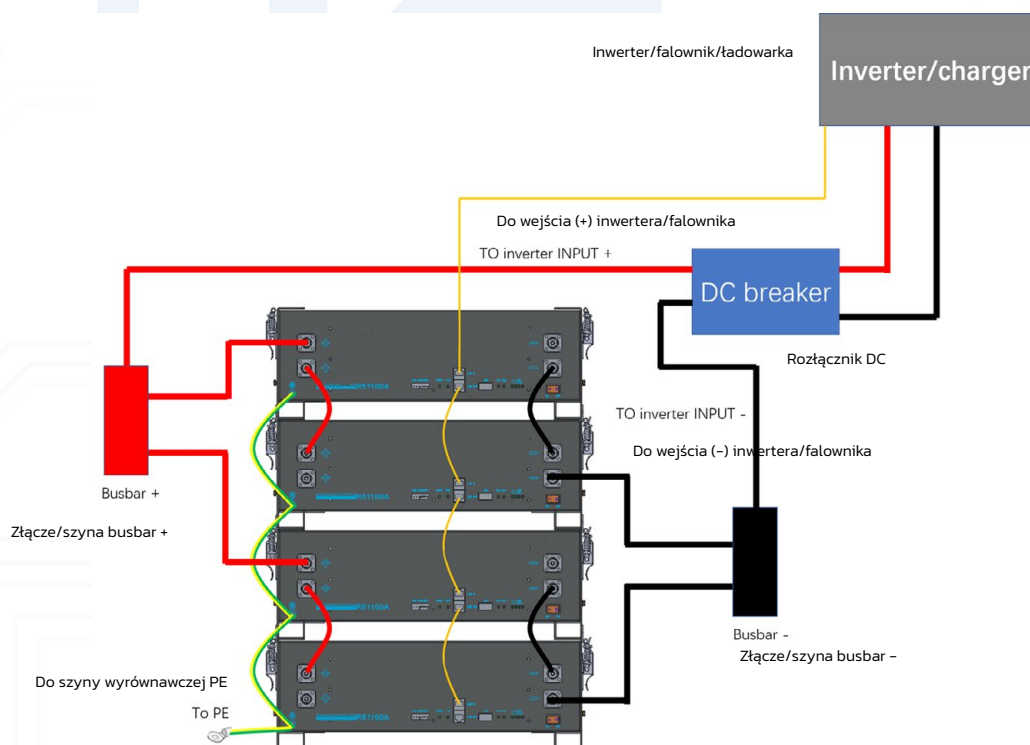 Inwerter/falownik/ładowarka
Inverter/charger
Do wejścia (+) inwertera/falownika
TO inverter INPUT +
DC breaker
Rozłącznik DC
TO inverter INPUT -
Do wejścia (-) inwertera/falownika
Busbar +
Złącze/szyna busbar +
Busbar -
Złącze/szyna busbar -
Do szyny wyrównawczej PE
To PE